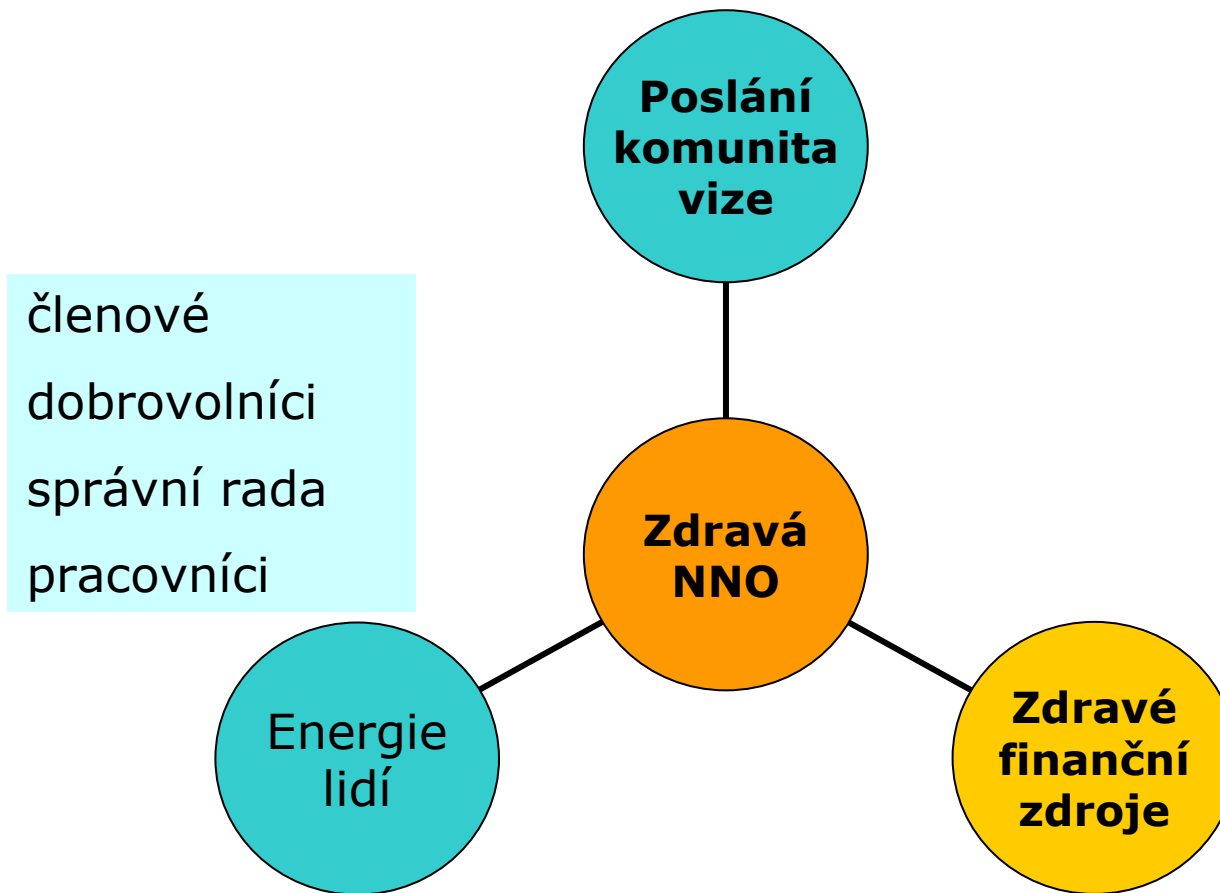 Poslání
komunita
vize
členové
dobrovolníci
správní rada
pracovníci
Zdravá
NNO
Energie
lidí
Zdravé
finanční
zdroje